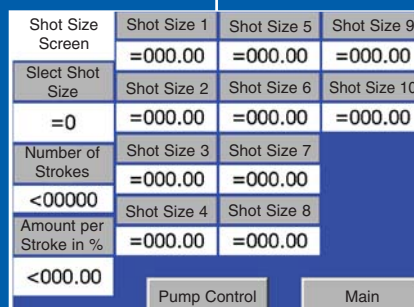 Shot Size Screen
Shot Size 1
Shot Size 5
Shot Size 9
=000.00
=000.00
=000.00
Slect Shot Size
Shot Size 2
Shot Size 6
Shot Size 10
=0
=000.00
=000.00
=000.00
Number of Strokes
Shot Size 3
Shot Size 7
<00000
=000.00
=000.00
Amount per Stroke in %
Shot Size 4
Shot Size 8
<000.00
=000.00
=000.00
Pump Control
Main